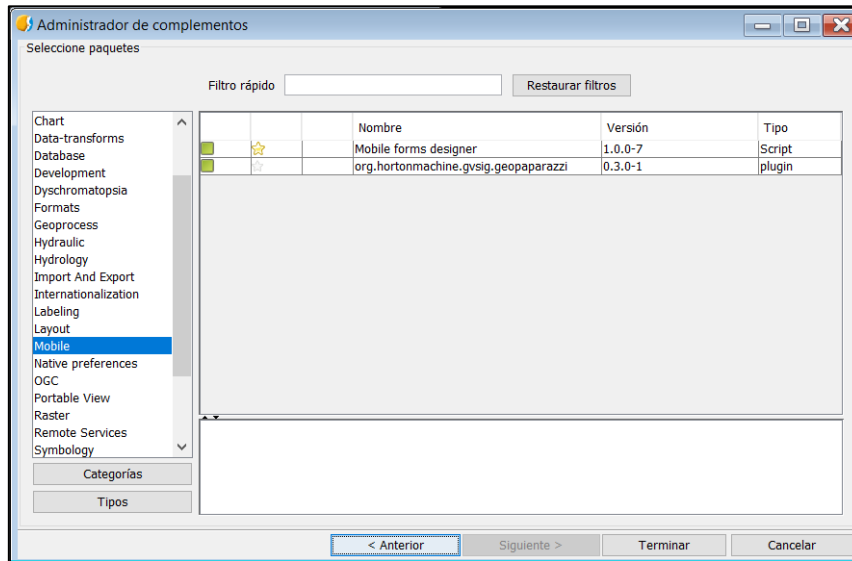 Administrador de complementos
Seleccione paquetes
Filtro rápido
Restaurar filtros
Chart
Data-transforms
Database
Development
Dyschromatopsia
Formats
Geoprocess
Hydraulic
Hydrology
Import And Export
Internationalization
Labeling
Layout
Mobile
Native preferences
OGC
Portable View
Raster
Remote Services
Symbology
Categorías
Tipos
Nombre Versión Tipo
Mobile forms designer 1.0.0-7 Script
org.hortonmachine.gvsig.geopaparazzi 0.3.0-1 plugin
< Anterior Siguiente > Terminar Cancelar